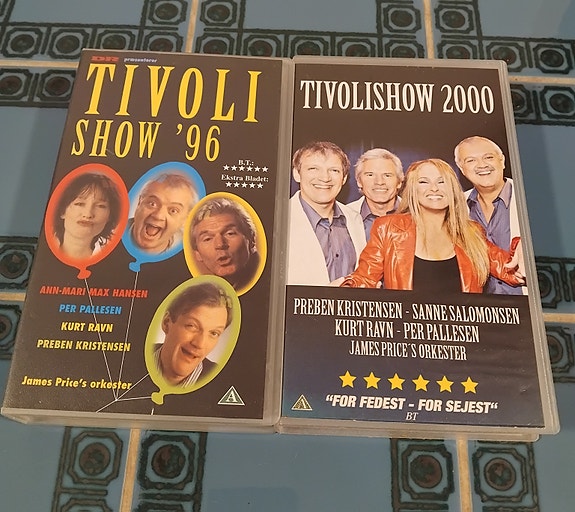 DR præsenterer
TIVOLI
SHOW '96
B.T.:
★★★★★★
Ekstra Bladet:
★★★★★
ANN-MARI MAX HANSEN
PER PALLESEN
KURT RAVN
PREBEN KRISTENSEN
James Price's orkester
A
TIVOLISHOW 2000
PREBEN KRISTENSEN - SANNE SALOMONSEN
KURT RAVN - PER PALLESEN
JAMES PRICE'S ORKESTER
★★★★★
"FOR FEDEST - FOR SEJEST"
BT
A